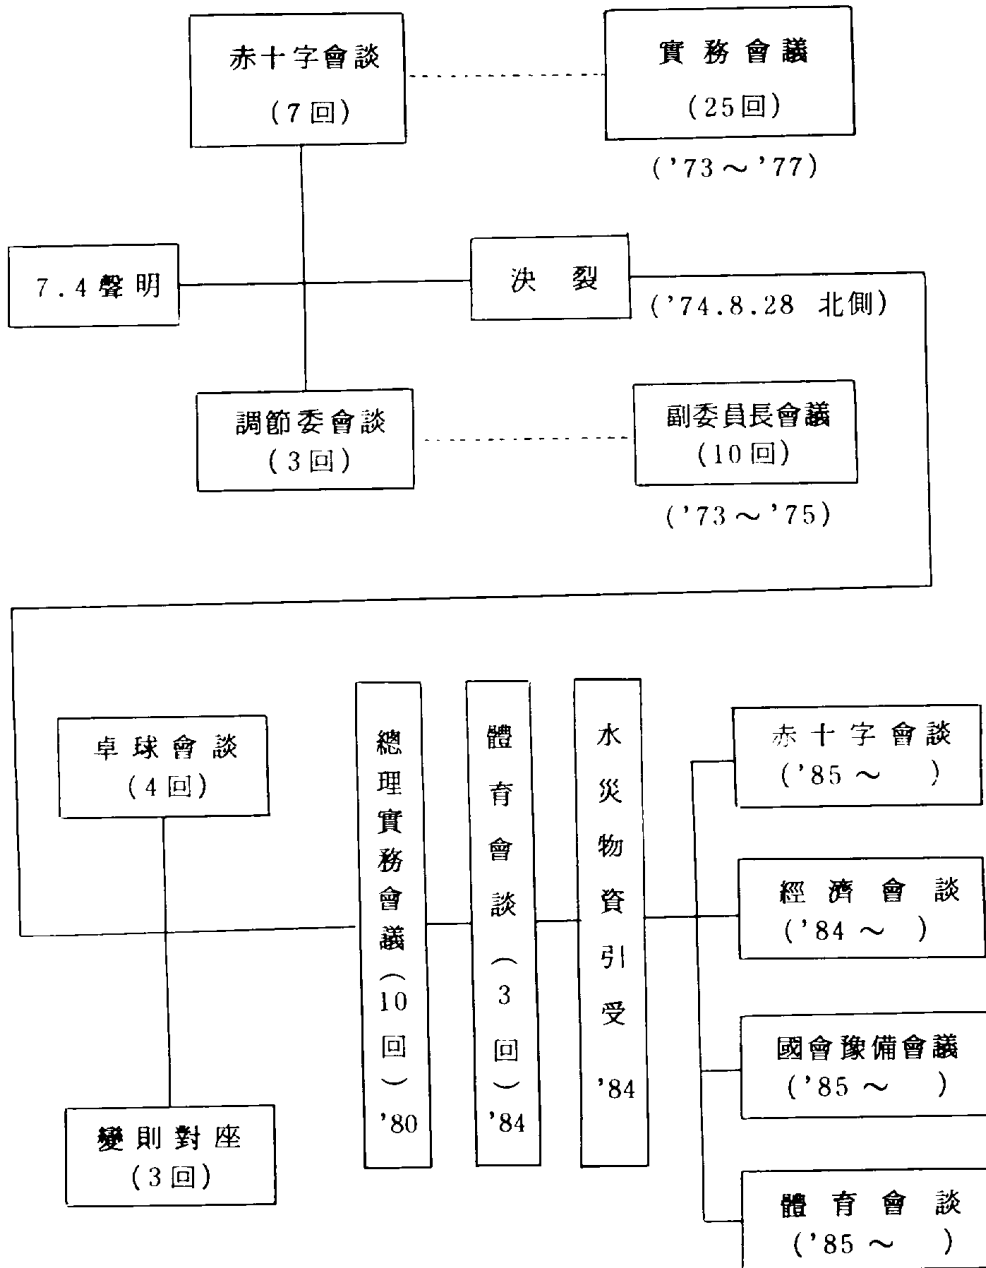 赤十字會談
(7回)
實務會議
(25回)
('73～'77)
7.4聲明
決裂
('74.8.28 北側)
調節委會談
(3回)
副委員長會議
(10回)
('73～'75)
卓球會談
(4回)
變則對座
(3回)
總理實務會議(10回)'80
體育會談(3回)'84
水災物資引受 '84
赤十字會談
('85～ )
經濟會談
('84～ )
國會豫備會議
('85～ )
體育會談
('85～ )